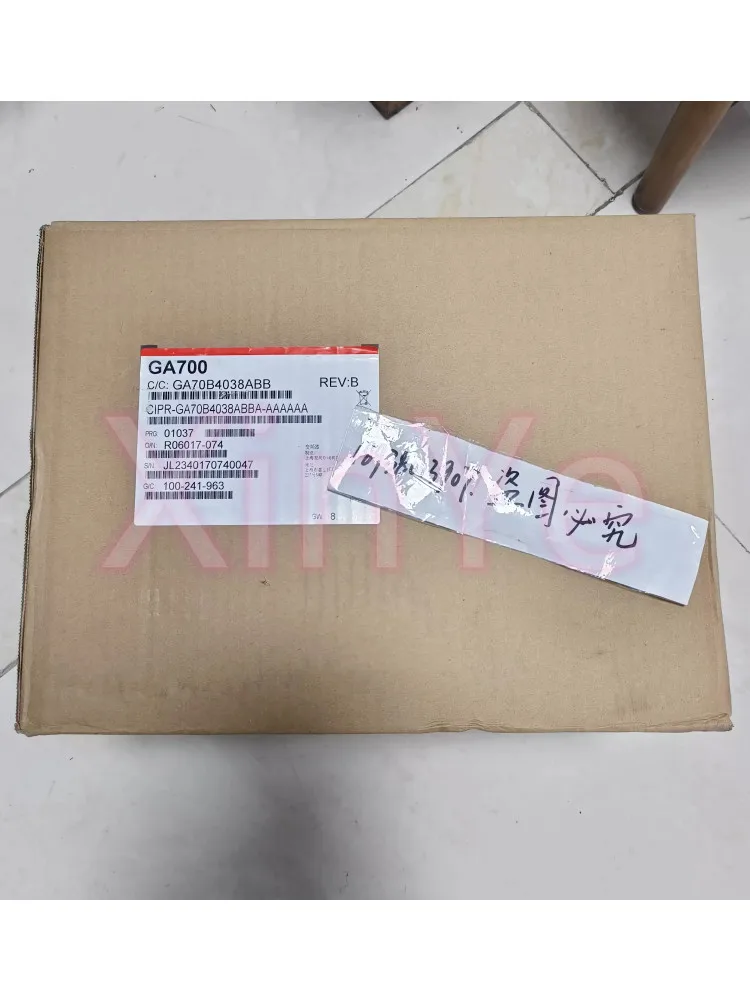 GA700
C/C: GA70B4038ABB REV:B
CIPR-GA70B4038ABBA-AAAAAA
PRG: 01037
O/N: R06017-074
S/N: JL2340170740047
G/C: 100-241-963
8
盗图必究
XinYe